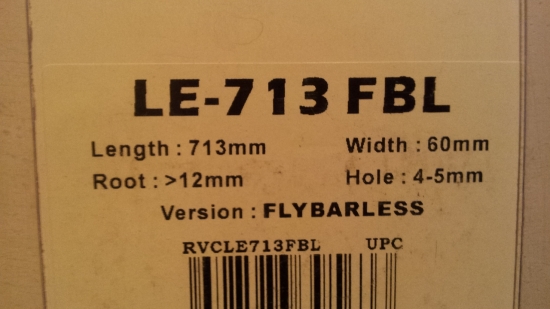 LE-713 FBL
Length : 713mm Width : 60mm
Root : >12mm Hole : 4-5mm
Version : FLYBARLESS
RVCLE713FBL UPC